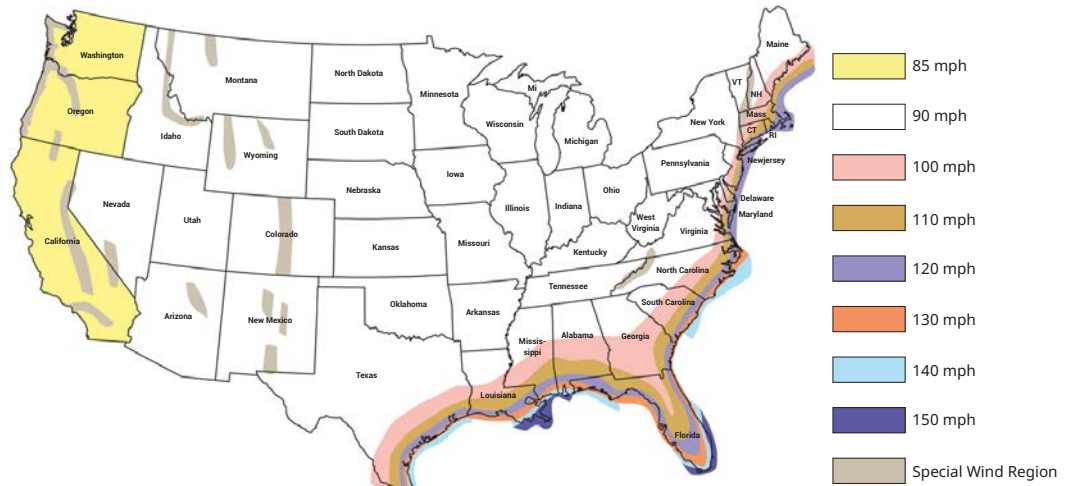 Washington
Oregon
California
Nevada
Idaho
Montana
Wyoming
Utah
Colorado
Arizona
New Mexico
North Dakota
South Dakota
Nebraska
Kansas
Oklahoma
Texas
Minnesota
Iowa
Missouri
Arkansas
Louisiana
Wisconsin
Mi
Michigan
Illinois
Indiana
Ohio
Kentucky
Tennessee
Missis-
sippi
Alabama
Georgia
Florida
South Carolina
North Carolina
Virginia
West
Virginia
Pennsylvania
New York
VT
NH
Maine
Mass
CT
RI
Newjersey
Delaware
Maryland
85 mph
90 mph
100 mph
110 mph
120 mph
130 mph
140 mph
150 mph
Special Wind Region